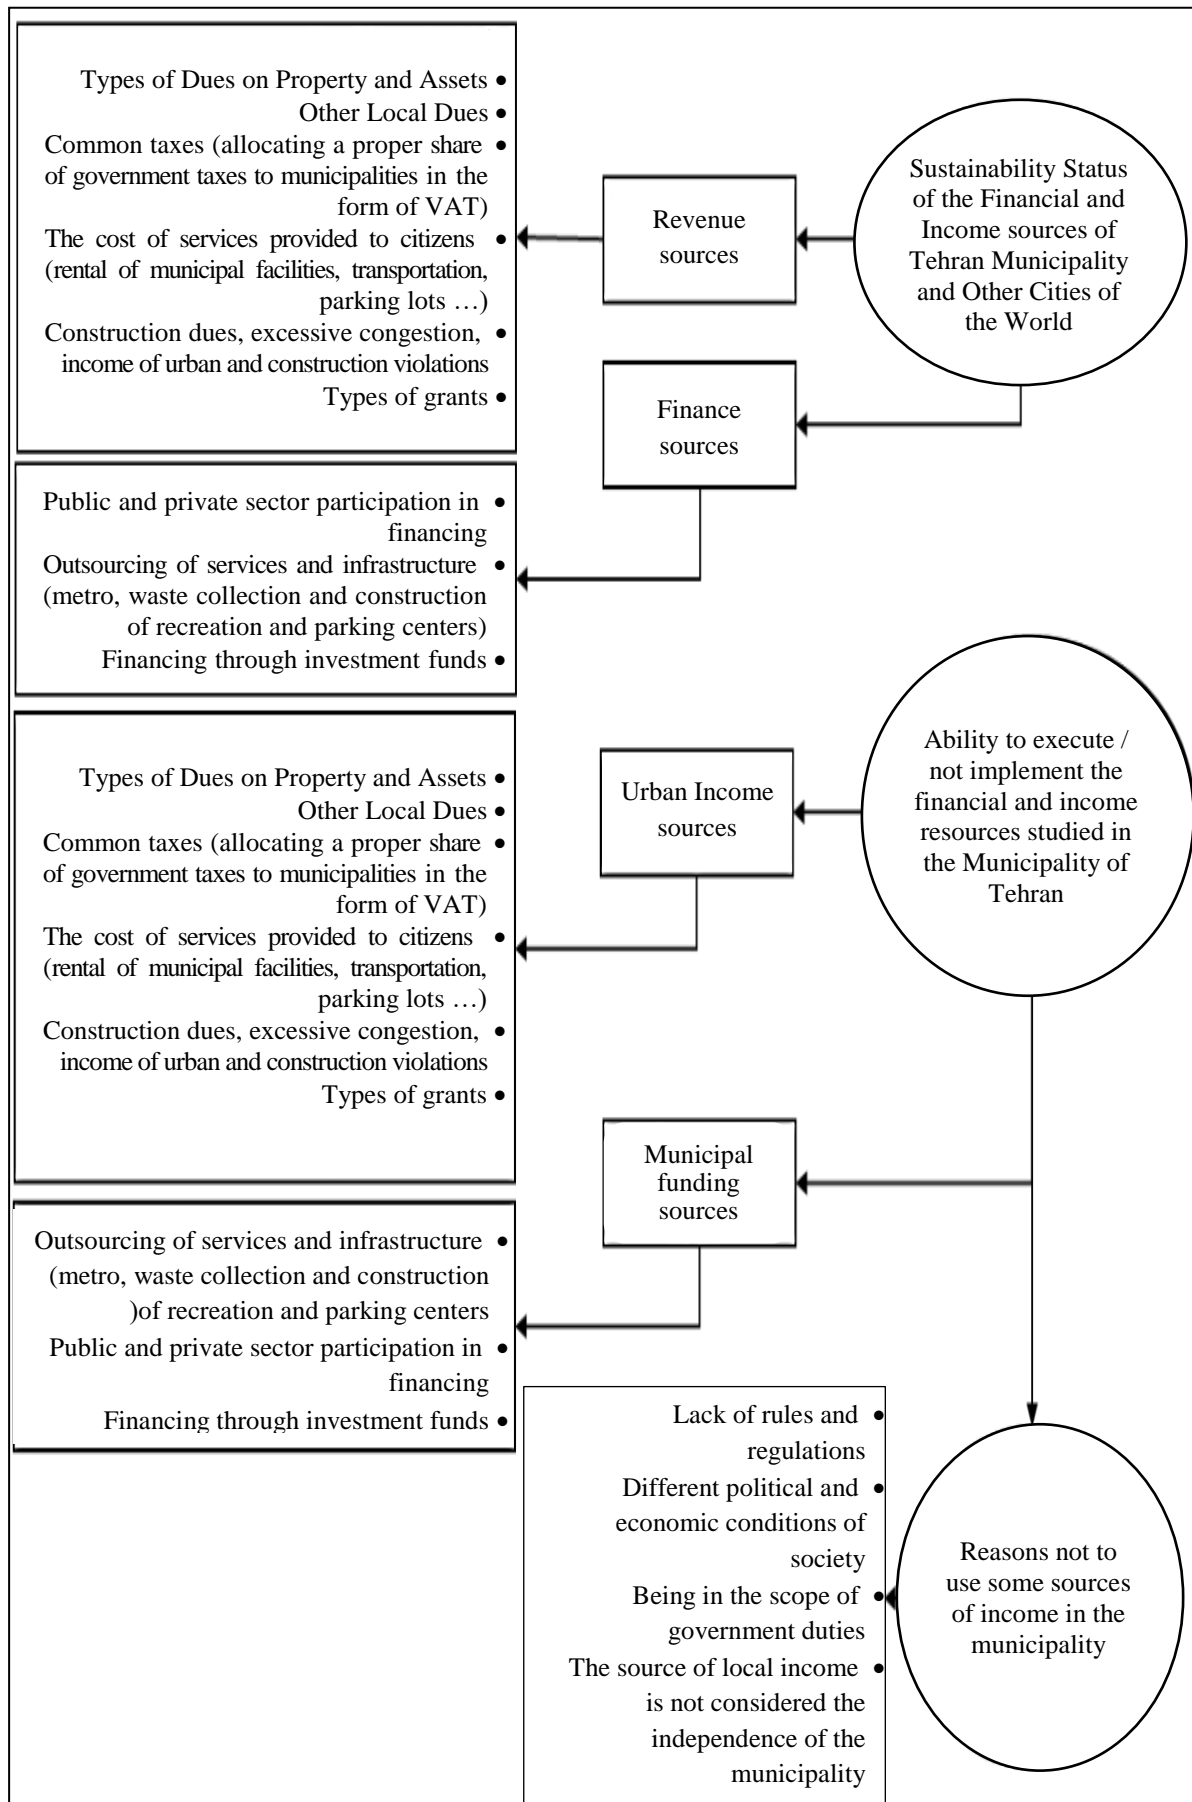 Types of Dues on Property and Assets •
Other Local Dues •
Common taxes (allocating a proper share •
of government taxes to municipalities in the
form of VAT)
The cost of services provided to citizens •
(rental of municipal facilities, transportation,
parking lots …)
Construction dues, excessive congestion, •
income of urban and construction violations
Types of grants •
Revenue
sources
Sustainability Status
of the Financial and
Income sources of
Tehran Municipality
and Other Cities of
the World
Finance
sources
Public and private sector participation in •
financing
Outsourcing of services and infrastructure •
(metro, waste collection and construction
of recreation and parking centers)
Financing through investment funds •
Types of Dues on Property and Assets •
Other Local Dues •
Common taxes (allocating a proper share •
of government taxes to municipalities in the
form of VAT)
The cost of services provided to citizens •
(rental of municipal facilities, transportation,
parking lots …)
Construction dues, excessive congestion, •
income of urban and construction violations
Types of grants •
Urban Income
sources
Ability to execute /
not implement the
financial and income
resources studied in
the Municipality of
Tehran
Municipal
funding
sources
Outsourcing of services and infrastructure •
(metro, waste collection and construction
)of recreation and parking centers
Public and private sector participation in •
financing
Financing through investment funds •
Lack of rules and •
regulations
Different political and •
economic conditions of
society
Being in the scope of •
government duties
The source of local income •
is not considered the
independence of the
municipality
Reasons not to
use some sources
of income in the
municipality